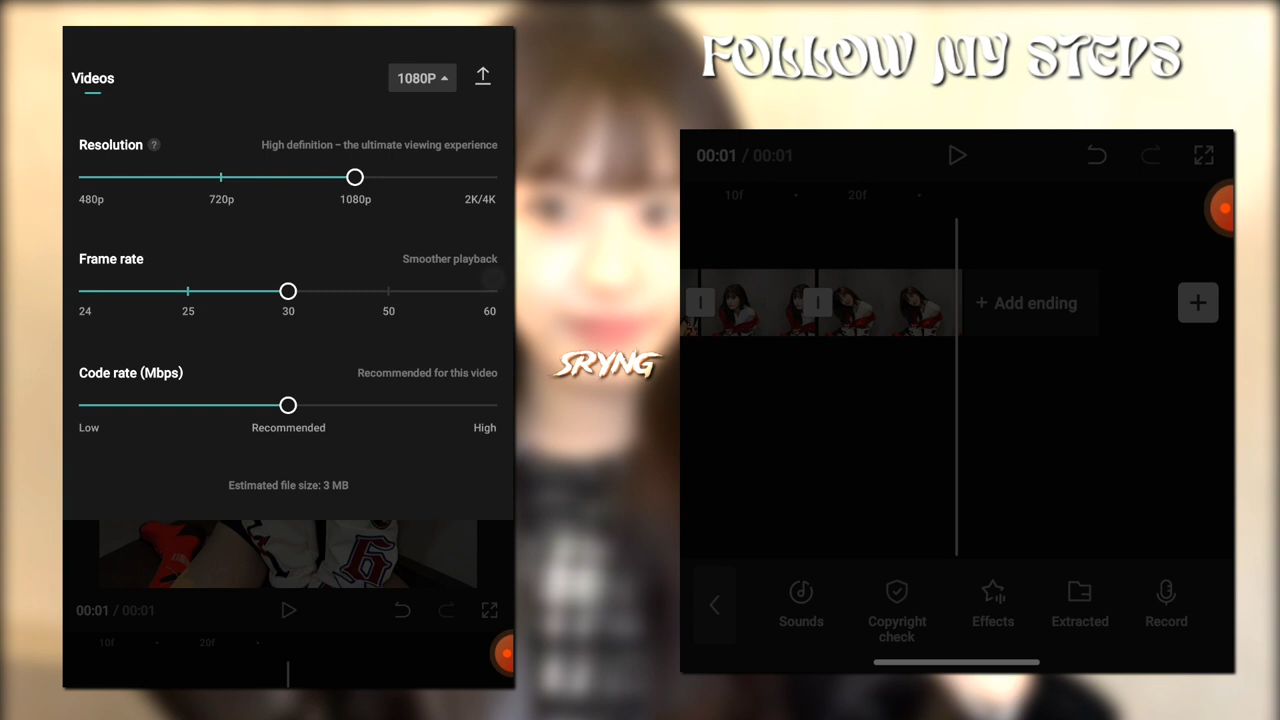 FOLLOW MY STEPS
Videos
1080P
Resolution ?
High definition – the ultimate viewing experience
480p
720p
1080p
2K/4K
Frame rate
Smoother playback
24
25
30
50
60
Code rate (Mbps)
Recommended for this video
Low
Recommended
High
Estimated file size: 3 MB
6
00:01 / 00:01
10f
20f
SRYNG
00:01 / 00:01
10f
20f
+ Add ending
+
Sounds
Copyright
check
Effects
Extracted
Record